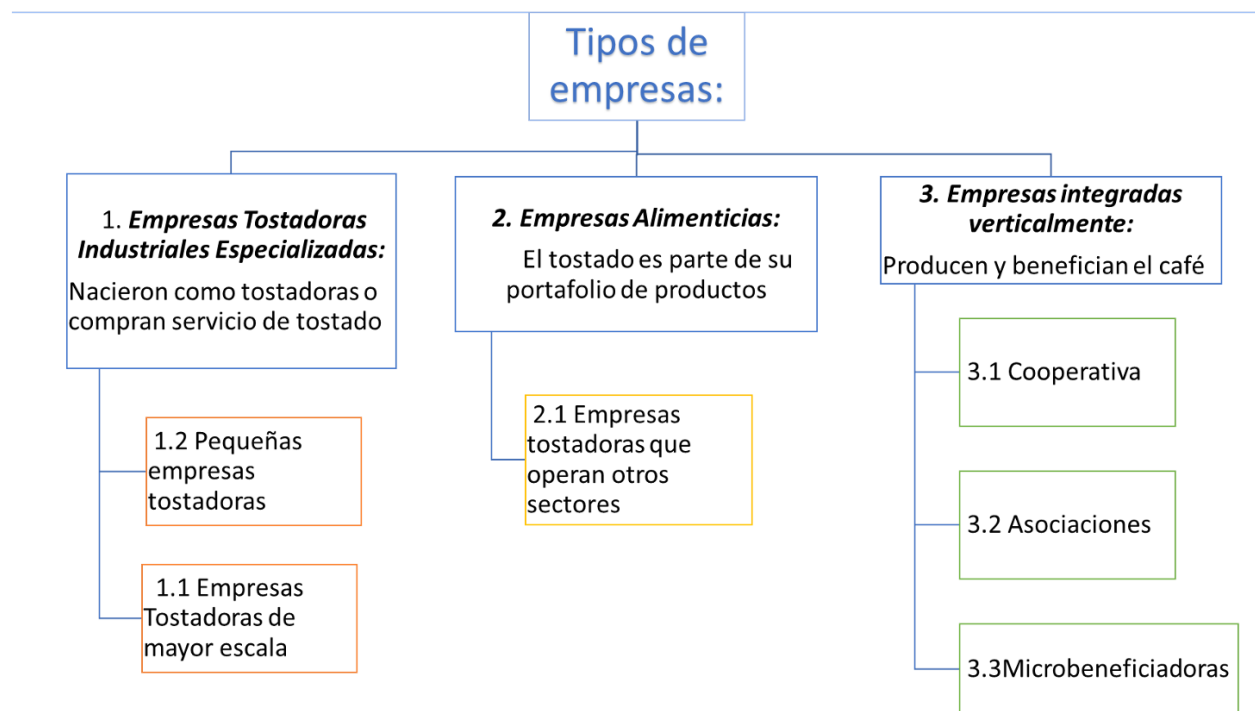 Tipos de
empresas:
1. Empresas Tostadoras
Industriales Especializadas:
Nacieron como tostadoras o
compran servicio de tostado
1.2 Pequeñas
empresas
tostadoras
1.1 Empresas
Tostadoras de
mayor escala
2. Empresas Alimenticias:
El tostado es parte de su
portafolio de productos
2.1 Empresas
tostadoras que
operan otros
sectores
3. Empresas integradas
verticalmente:
Producen y benefician el café
3.1 Cooperativa
3.2 Asociaciones
3.3Microbeneficiadoras